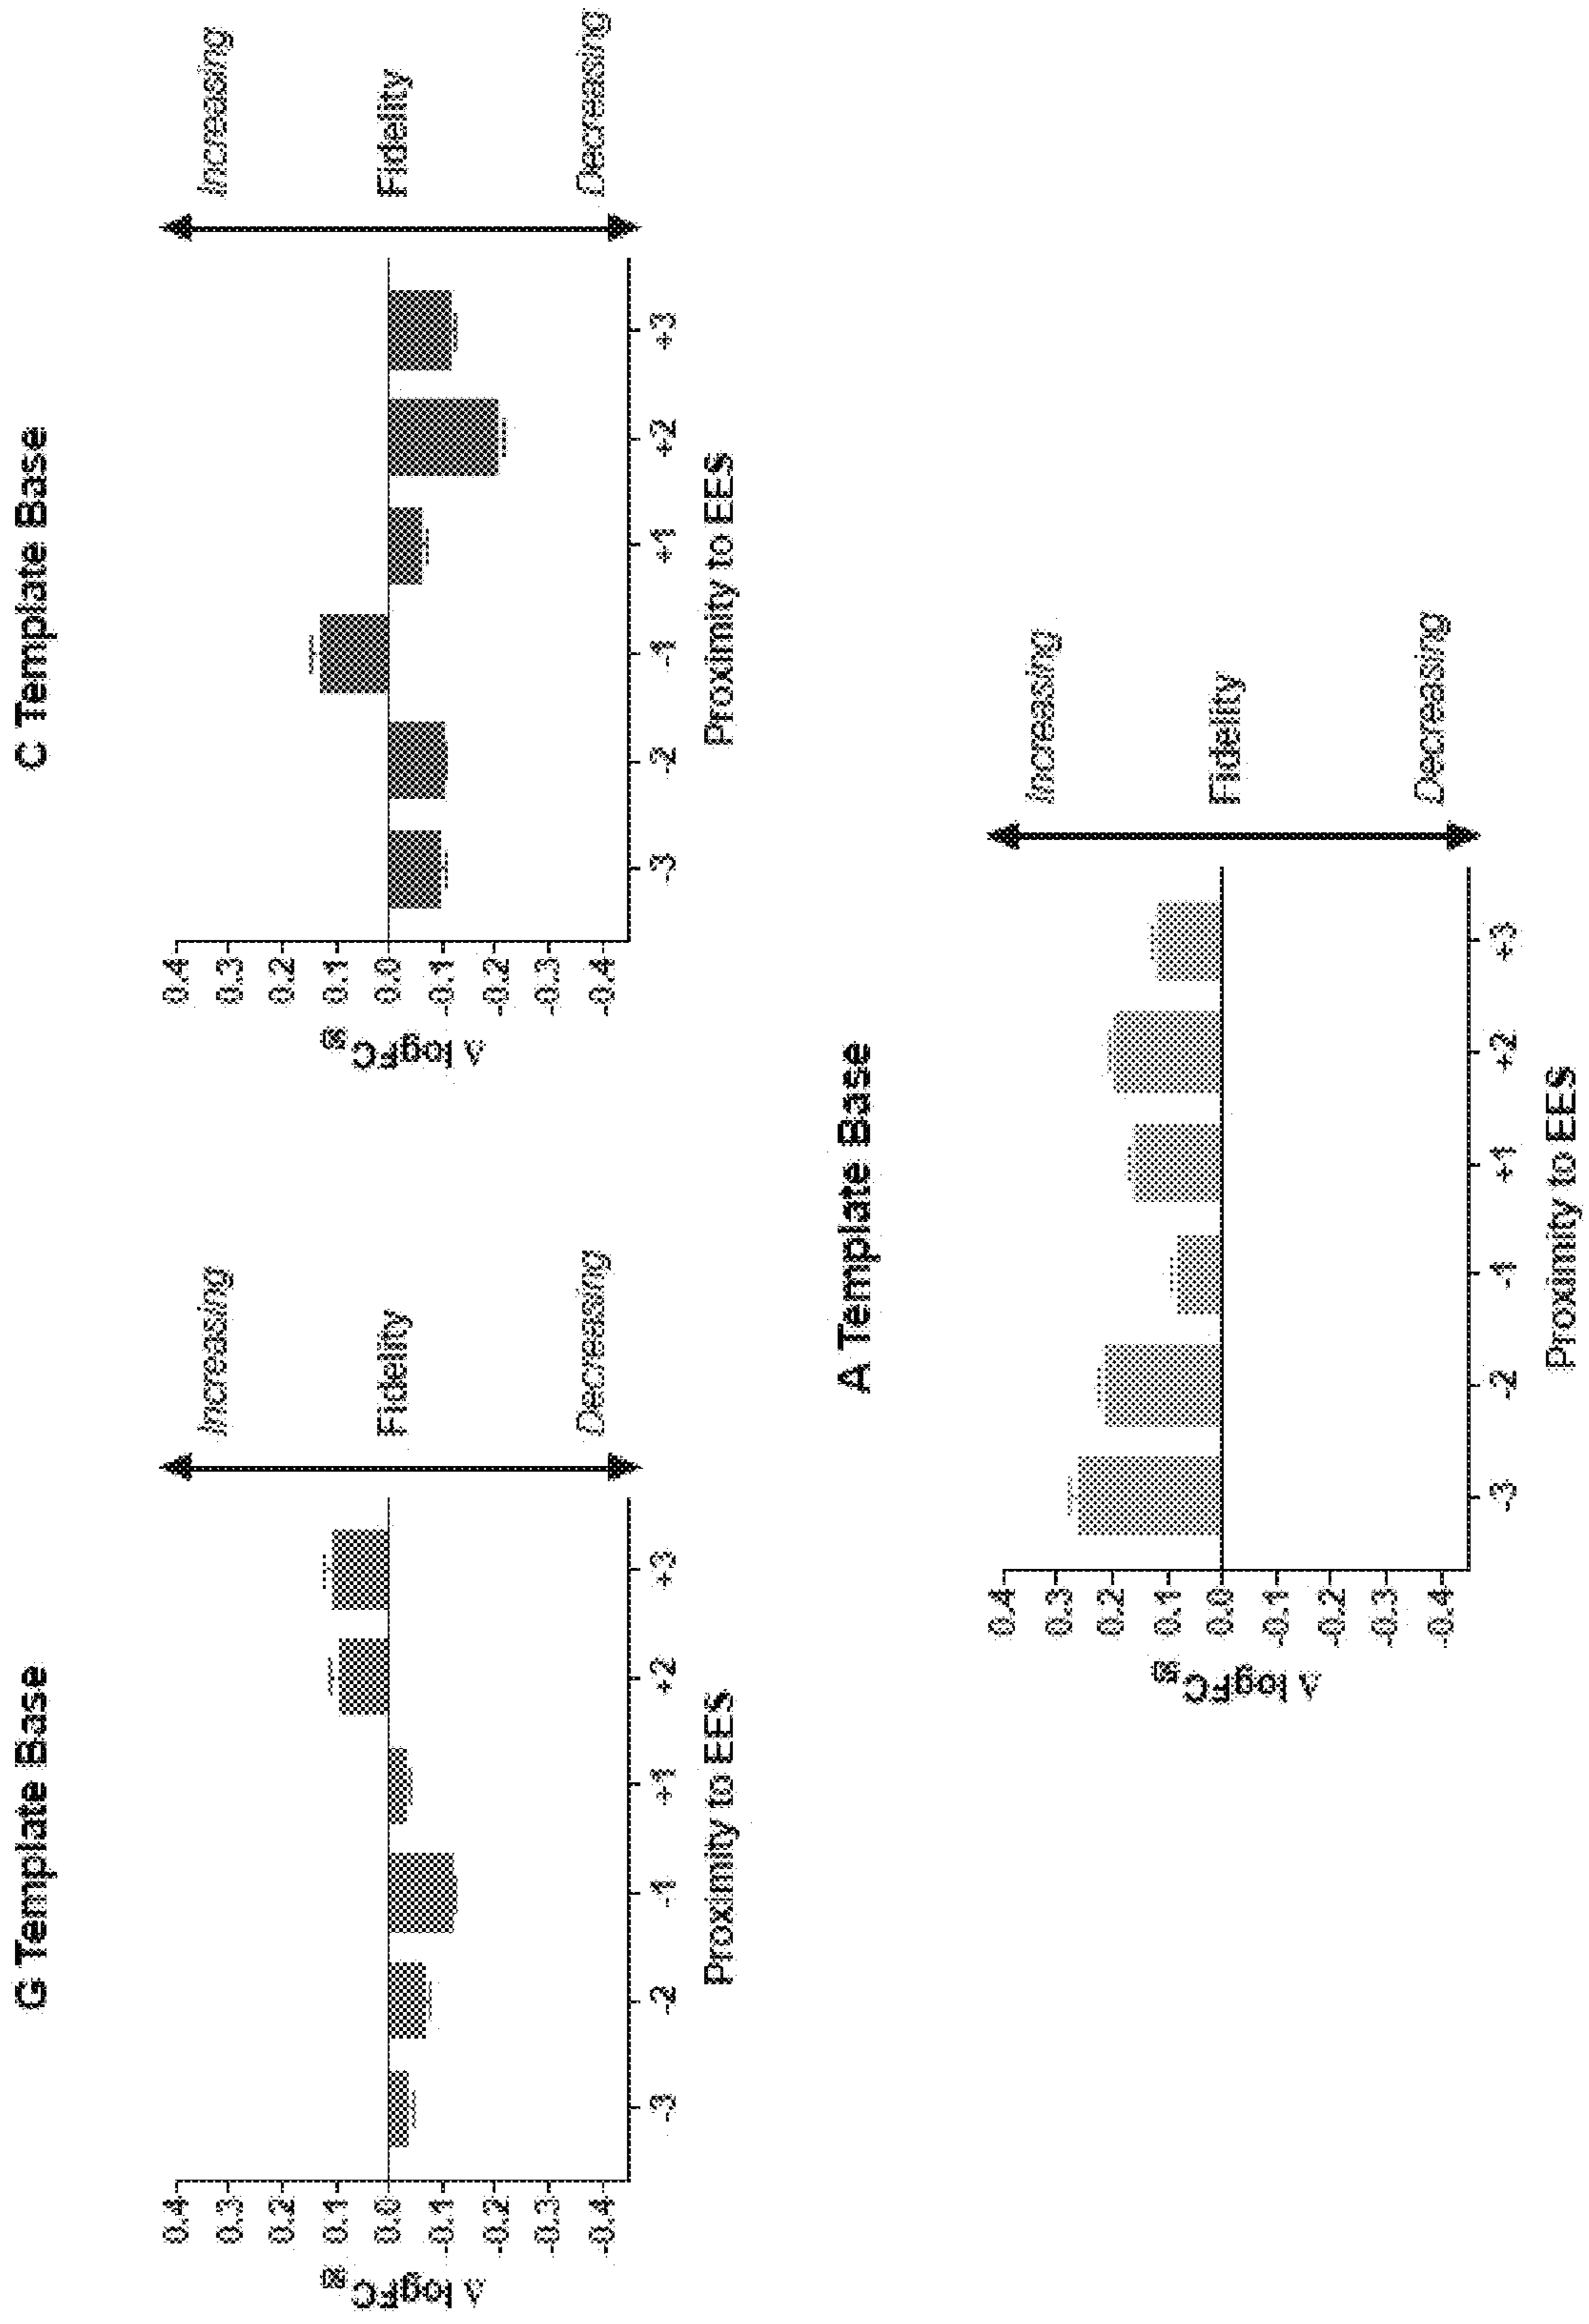 G Template Base
0.4
0.3
0.2
0.1
0.0
-0.1
-0.2
-0.3
-0.4
Δ logFC
-3 -2 -1 +1 +2 +3
Proximity to EES
Increasing
Fidelity
Decreasing
C Template Base
0.4
0.3
0.2
0.1
0.0
-0.1
-0.2
-0.3
-0.4
Δ logFC
-3 -2 -1 +1 +2 +3
Proximity to EES
Increasing
Fidelity
Decreasing
A Template Base
0.4
0.3
0.2
0.1
0.0
-0.1
-0.2
-0.3
-0.4
Δ logFC
-3 -2 -1 +1 +2 +3
Proximity to EES
Increasing
Fidelity
Decreasing